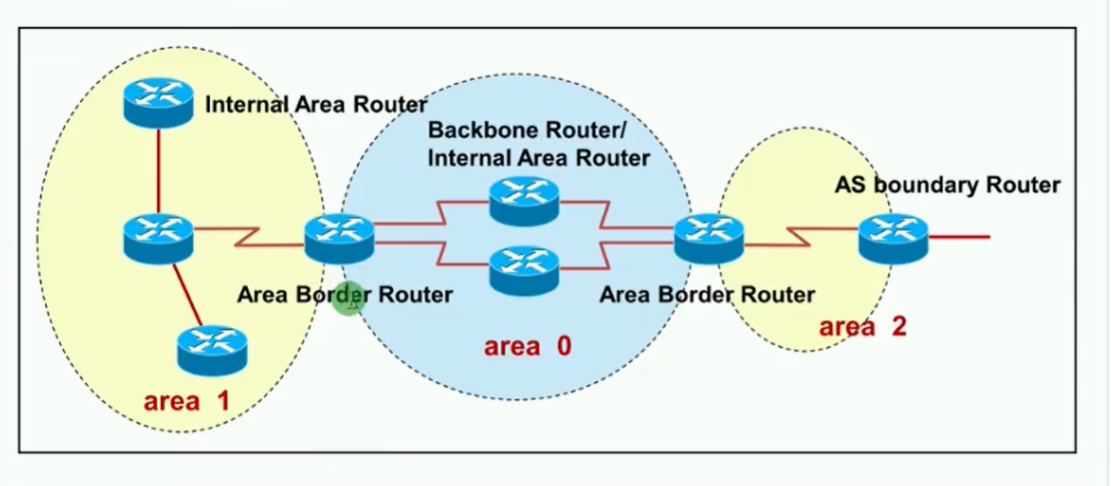 Internal Area Router
Backbone Router/
Internal Area Router
AS boundary Router
Area Border Router
Area Border Router
area 0
area 2
area 1